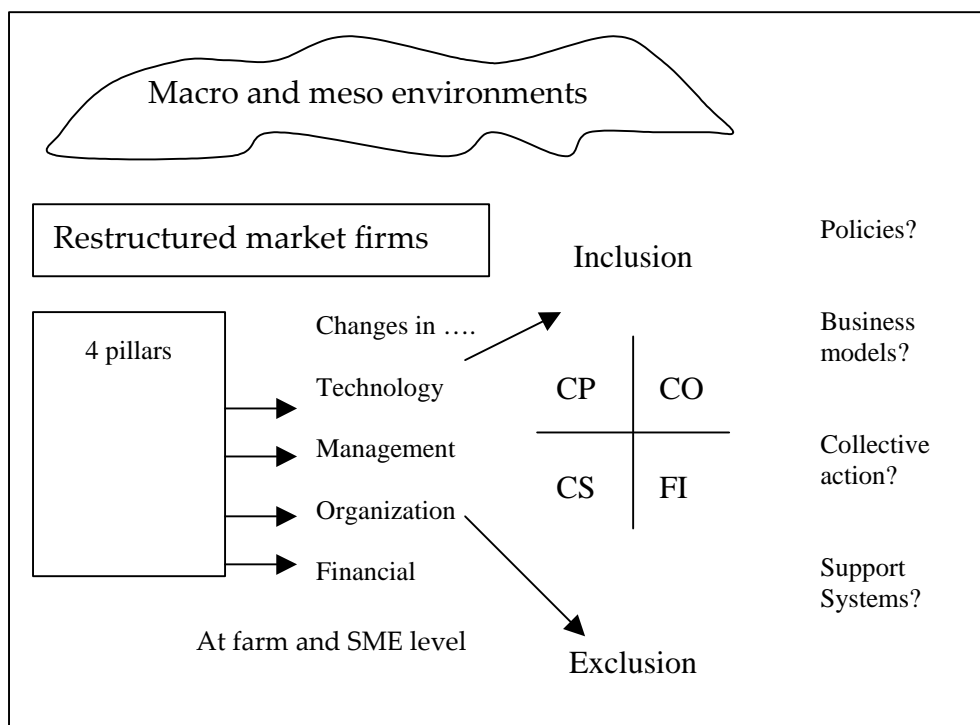 Macro and meso environments
Restructured market firms
4 pillars
Changes in ….
Technology
Management
Organization
Financial
At farm and SME level
Inclusion
CP CO
CS FI
Exclusion
Policies?
Business
models?
Collective
action?
Support
Systems?